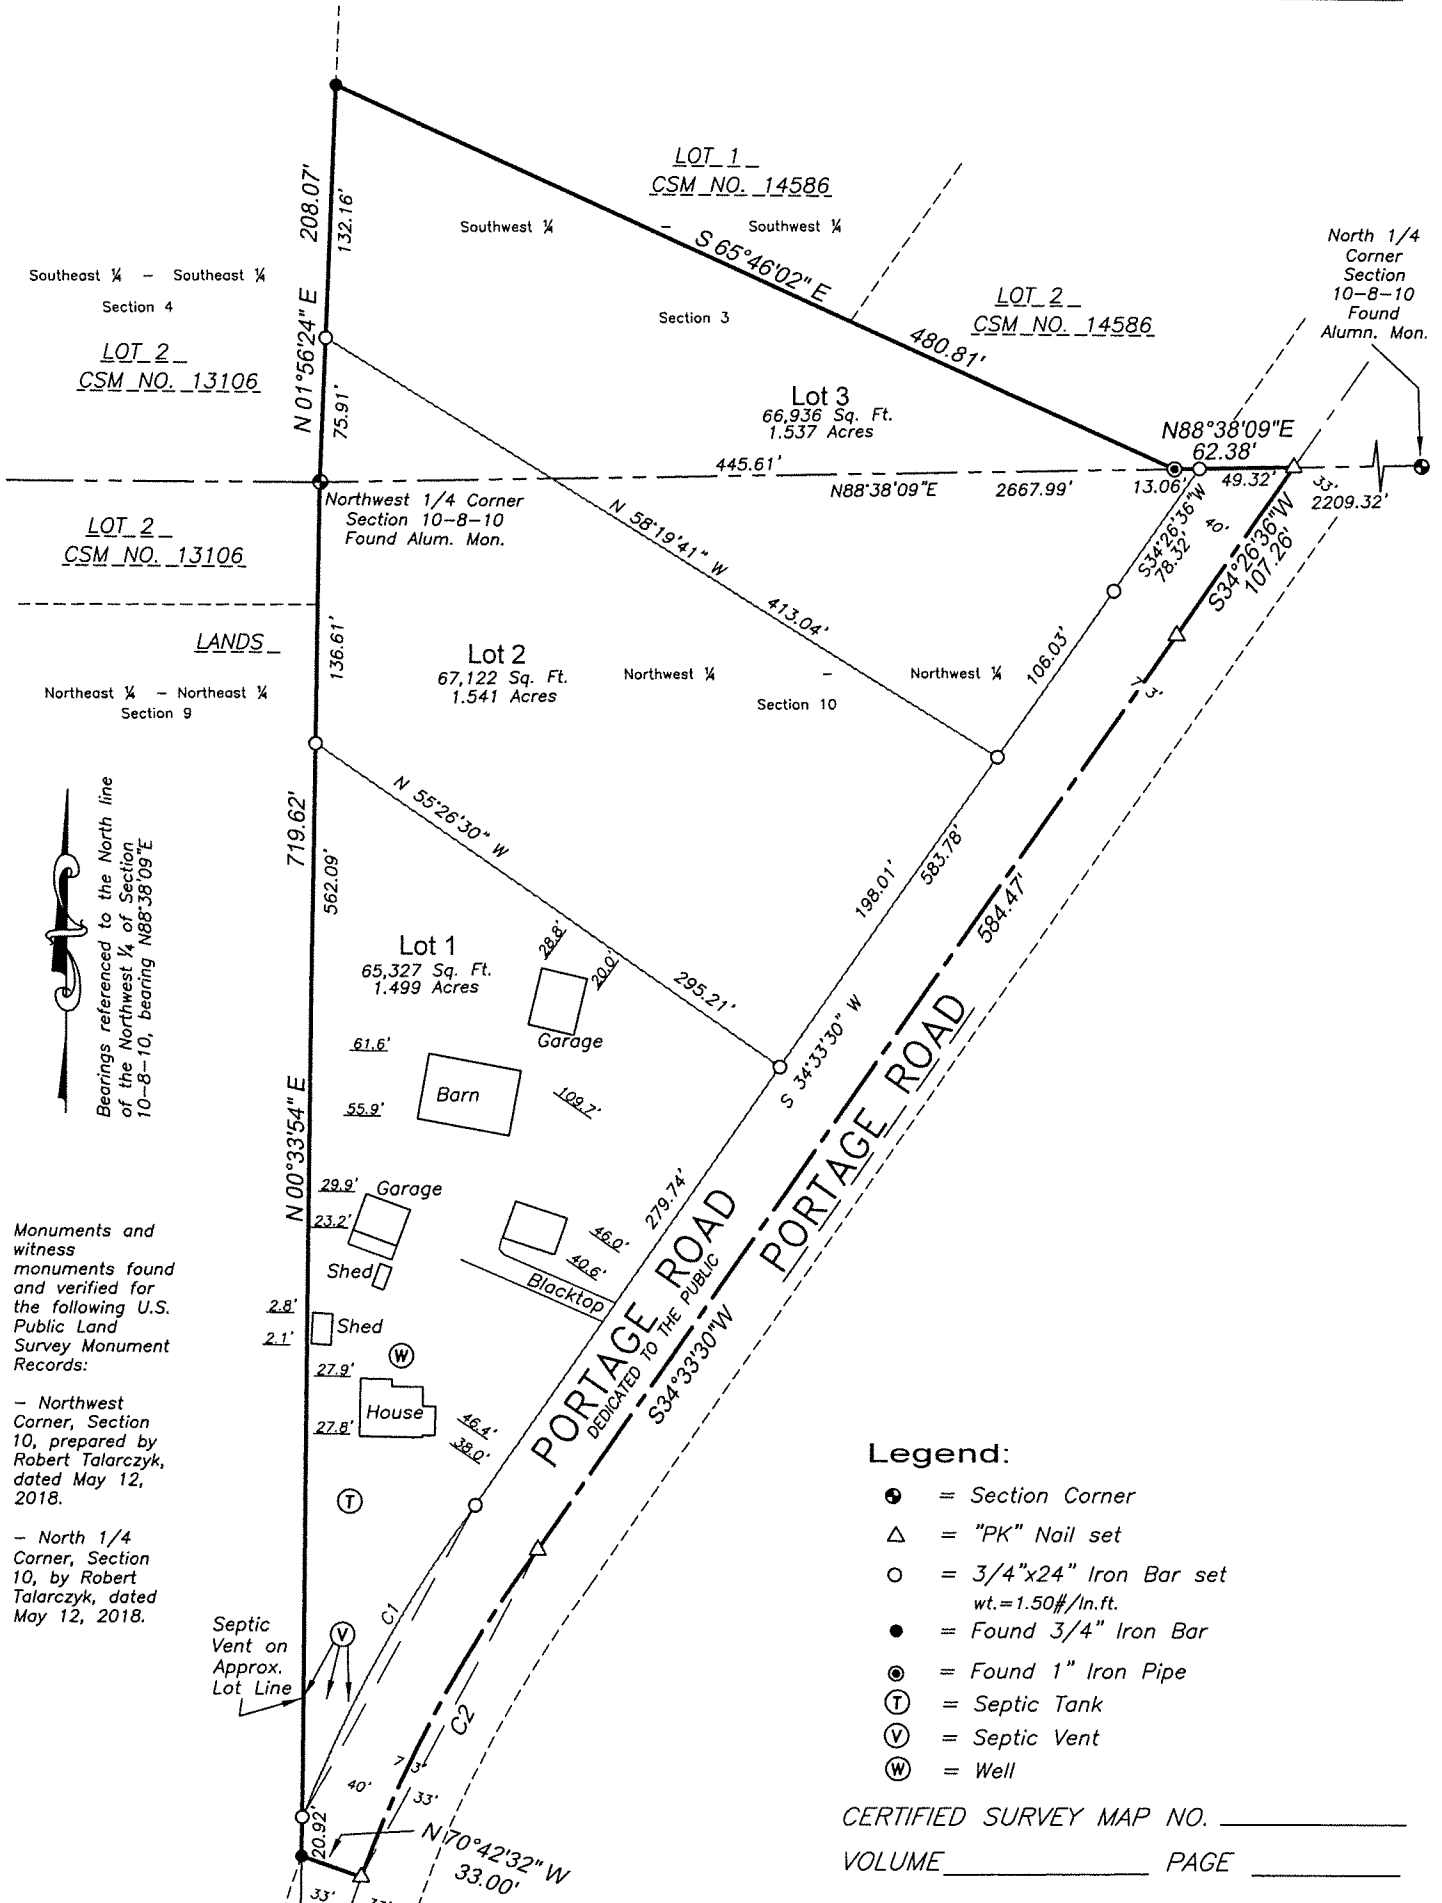 LOT 1
CSM NO. 14586
Southwest ¼ – Southwest ¼
S 65°46'02" E
480.81'
Section 3
LOT 2
CSM NO. 14586
North 1/4
Corner
Section
10-8-10
Found
Alumn. Mon.
208.07'
132.16'
N 01°56'24" E
75.91'
Southeast ¼ – Southeast ¼
Section 4
LOT 2
CSM NO. 13106
Lot 3
66,936 Sq. Ft.
1.537 Acres
N88°38'09"E
62.38'
445.61'
N88°38'09"E 2667.99'
13.06'
49.32'
33'
2209.32'
Northwest 1/4 Corner
Section 10-8-10
Found Alum. Mon.
LOT 2
CSM NO. 13106
N 58°19'41" W
413.04'
S34°26'36"W
78.32'
40'
S34°26'36"W
107.26'
LANDS
136.61'
Lot 2
67,122 Sq. Ft.
1.541 Acres
Northwest ¼ – Northwest ¼
Section 10
106.03'
7'
3'
Northeast ¼ – Northeast ¼
Section 9
Bearings referenced to the North line
of the Northwest ¼ of Section
10-8-10, bearing N88°38'09"E
719.62'
562.09'
N 55°26'30" W
295.21'
198.01'
583.78'
584.47'
Lot 1
65,327 Sq. Ft.
1.499 Acres
28.8'
20.0'
Garage
61.6'
55.9'
Barn
109.7'
S 34°33'30" W
PORTAGE ROAD
N 00°33'54" E
29.9'
23.2'
Garage
46.0'
40.6'
Blacktop
279.74'
PORTAGE ROAD
DEDICATED TO THE PUBLIC
S34°33'30"W
Shed
2.8'
2.1'
Shed
W
27.9'
27.8'
House
46.4'
38.0'
T
Monuments and
witness
monuments found
and verified for
the following U.S.
Public Land
Survey Monument
Records:
– Northwest
Corner, Section
10, prepared by
Robert Talarczyk,
dated May 12,
2018.
– North 1/4
Corner, Section
10, by Robert
Talarczyk, dated
May 12, 2018.
Septic
Vent on
Approx.
Lot Line
V
C1
C2
7'
3'
40'
33'
20.92'
N 70°42'32" W
33.00'
33'
Legend:
= Section Corner
= "PK" Nail set
= 3/4"x24" Iron Bar set
wt.=1.50#/ln.ft.
= Found 3/4" Iron Bar
= Found 1" Iron Pipe
T = Septic Tank
V = Septic Vent
W = Well
CERTIFIED SURVEY MAP NO.
VOLUME PAGE